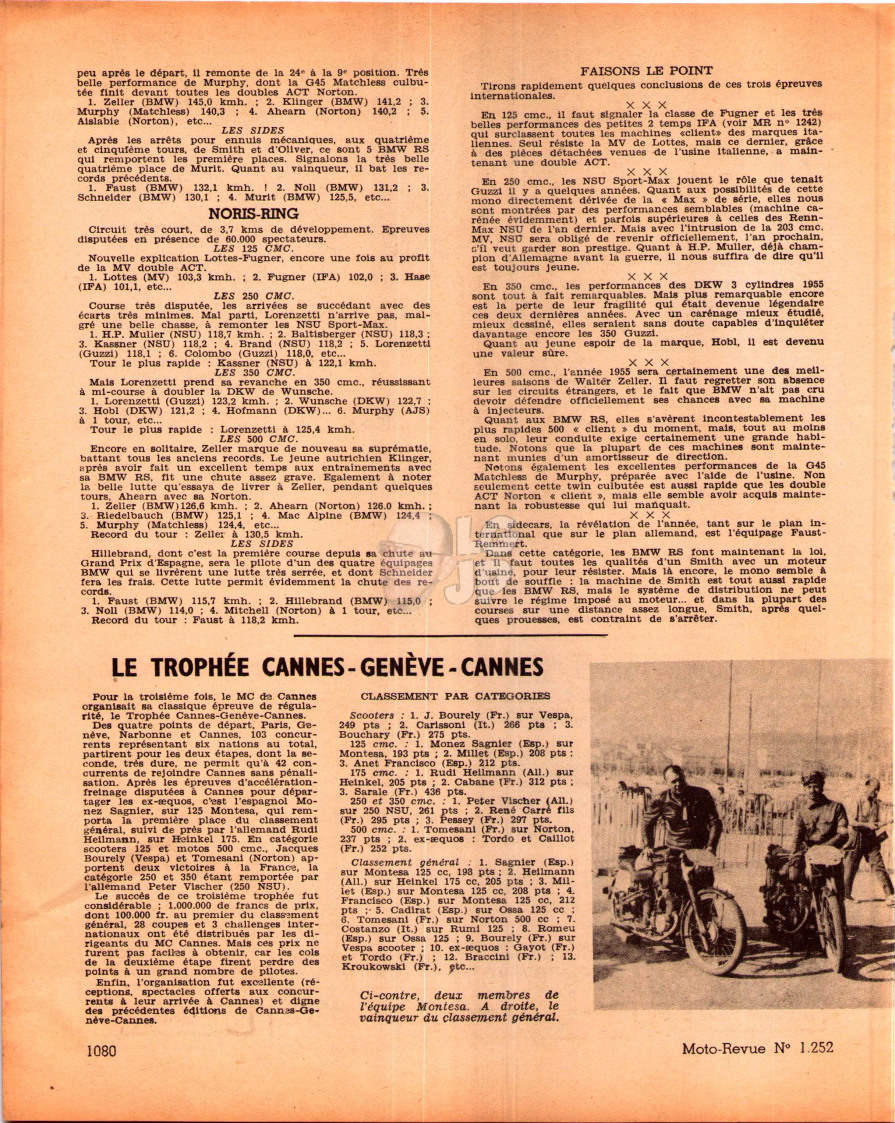 peu après le départ, il remonte de la 24e à la 9e position. Très
belle performance de Murphy, dont la G45 Matchless culbu-
tée finit devant toutes les doubles ACT Norton.
1. Zeller (BMW) 145,0 kmh. ; 2. Klinger (BMW) 141,2 ; 3.
Murphy (Matchless) 140,3 ; 4. Ahearn (Norton) 140,2 ; 5.
Aislabie (Norton), etc...
LES SIDES
Après les arrêts pour ennuis mécaniques, aux quatrième
et cinquième tours, de Smith et d'Oliver, ce sont 5 BMW RS
qui remportent les première places. Signalons la très belle
quatrième place de Murit. Quant au vainqueur, il bat les re-
cords précédents.
1. Faust (BMW) 132,1 kmh. ! 2. Noll (BMW) 131,2 ; 3.
Schneider (BMW) 130,1 ; 4. Murit (BMW) 125,5, etc...
NORIS-RING
Circuit très court, de 3,7 kms de développement. Epreuves
disputées en présence de 60.000 spectateurs.
LES 125 CMC.
Nouvelle explication Lottes-Fugner, encore une fois au profit
de la MV double ACT.
1. Lottes (MV) 103,3 kmh. ; 2. Fugner (IFA) 102,0 ; 3. Hase
(IFA) 101,1, etc...
LES 250 CMC.
Course très disputée, les arrivées se succédant avec des
écarts très minimes. Mal parti, Lorenzetti n'arrive pas, mal-
gré une belle chasse, à remonter les NSU Sport-Max.
1. H.P. Muller (NSU) 118,7 kmh. ; 2. Baltisberger (NSU) 118,3 ;
3. Kassner (NSU) 118,2 ; 4. Brand (NSU) 118,2 ; 5. Lorenzetti
(Guzzi) 118,1 ; 6. Colombo (Guzzi) 118,0, etc...
Tour le plus rapide : Kassner (NSU) à 122,1 kmh.
LES 350 CMC.
Mais Lorenzetti prend sa revanche en 350 cmc., réussissant
à mi-course à doubler la DKW de Wunsche.
1. Lorenzetti (Guzzi) 123,2 kmh. ; 2. Wunsche (DKW) 122,7 ;
3. Hobl (DKW) 121,2 ; 4. Hofmann (DKW)... 6. Murphy (AJS)
à 1 tour, etc...
Tour le plus rapide : Lorenzetti à 125,4 kmh.
LES 500 CMC.
Encore en solitaire, Zeller marque de nouveau sa suprématie,
battant tous les anciens records. Le jeune autrichien Klinger,
après avoir fait un excellent temps aux entraînements avec
sa BMW RS, fit une chute assez grave. Egalement à noter
la belle lutte qu'essaya de livrer à Zeller, pendant quelques
tours, Ahearn avec sa Norton.
1. Zeller (BMW)126,6 kmh. ; 2. Ahearn (Norton) 126.0 kmh. ;
3. Riedelbauch (BMW) 125,1 ; 4. Mac Alpine (BMW) 124,4 ;
5. Murphy (Matchless) 124,4, etc...
Record du tour : Zeller à 130,5 kmh.
LES SIDES
Hillebrand, dont c'est la première course depuis sa chute au
Grand Prix d'Espagne, sera le pilote d'un des quatre équipages
BMW qui se livrèrent une lutte très serrée, et dont Schneider
fera les frais. Cette lutte permit évidemment la chute des re-
cords.
1. Faust (BMW) 115,7 kmh. ; 2. Hillebrand (BMW) 115,0 ;
3. Noll (BMW) 114,0 ; 4. Mitchell (Norton) à 1 tour, etc...
Record du tour : Faust à 118,2 kmh.
FAISONS LE POINT
Tirons rapidement quelques conclusions de ces trois épreuves
internationales.
X X X
En 125 cmc., il faut signaler la classe de Fugner et les très
belles performances des petites 2 temps IFA (voir MR n° 1242)
qui surclassent toutes les machines «client» des marques ita-
liennes. Seul résiste la MV de Lottes, mais ce dernier, grâce
à des pièces détachées venues de l'usine italienne, a main-
tenant une double ACT.
X X X
En 250 cmc., les NSU Sport-Max jouent le rôle que tenait
Guzzi il y a quelques années. Quant aux possibilités de cette
mono directement dérivée de la « Max » de série, elles nous
sont montrées par des performances semblables (machine ca-
rénée évidemment) et parfois supérieures à celles des Renn-
Max NSU de l'an dernier. Mais avec l'intrusion de la 203 cmc.
MV, NSU sera obligé de revenir officiellement, l'an prochain,
c'il veut garder son prestige. Quant à H.P. Muller, déjà cham-
pion d'Allemagne avant la guerre, il nous suffira de dire qu'il
est toujours jeune.
X X X
En 350 cmc., les performances des DKW 3 cylindres 1955
sont tout à fait remarquables. Mais plus remarquable encore
est la perte de leur fragilité qui était devenue légendaire
ces deux dernières années. Avec un carénage mieux étudié,
mieux dessiné, elles seraient sans doute capables d'inquiéter
davantage encore les 350 Guzzi.
Quant au jeune espoir de la marque, Hobl, il est devenu
une valeur sûre.
X X X
En 500 cmc., l'année 1955 sera certainement une des meil-
leures saisons de Walter Zeller. Il faut regretter son absence
sur les circuits étrangers, et le fait que BMW n'ait pas cru
devoir défendre officiellement ses chances avec sa machine
à injecteurs.
Quant aux BMW RS, elles s'avèrent incontestablement les
plus rapides 500 « client » du moment, mais, tout au moins
en solo, leur conduite exige certainement une grande habi-
tude. Notons que la plupart de ces machines sont mainte-
nant munies d'un amortisseur de direction.
Notons également les excellentes performances de la G45
Matchless de Murphy, préparée avec l'aide de l'usine. Non
seulement cette twin culbutée est aussi rapide que les double
ACT Norton « client », mais elle semble avoir acquis mainte-
nant la robustesse qui lui manquait.
X X X
En sidecars, la révélation de l'année, tant sur le plan in-
ternational que sur le plan allemand, est l'équipage Faust-
Remmert.
Dans cette catégorie, les BMW RS font maintenant la loi,
et il faut toutes les qualités d'un Smith avec un moteur
d'usine, pour leur résister. Mais là encore, le mono semble à
bout de souffle : la machine de Smith est tout aussi rapide
que les BMW RS, mais le système de distribution ne peut
suivre le régime imposé au moteur... et dans la plupart des
courses sur une distance assez longue, Smith, après quel-
ques prouesses, est contraint de s'arrêter.
LE TROPHÉE CANNES-GENÈVE-CANNES
Pour la troisième fois, le MC de Cannes
organisait sa classique épreuve de régula-
rité, le Trophée Cannes-Genève-Cannes.
Des quatre points de départ, Paris, Ge-
nève, Narbonne et Cannes, 103 concur-
rents représentant six nations au total,
partirent pour les deux étapes, dont la se-
conde, très dure, ne permit qu'à 42 con-
currents de rejoindre Cannes sans pénali-
sation. Après les épreuves d'accélération-
freinage disputées à Cannes pour dépar-
tager les ex-æquos, c'est l'espagnol Mo-
nez Sagnier, sur 125 Montesa, qui rem-
porta la première place du classement
général, suivi de près par l'allemand Rudi
Heilmann, sur Heinkel 175. En catégorie
scooters 125 et motos 500 cmc., Jacques
Bourely (Vespa) et Tomesani (Norton) ap-
portent deux victoires à la France, la
catégorie 250 et 350 étant remportée par
l'allemand Peter Vischer (250 NSU).
Le succès de ce troisième trophée fut
considérable ; 1.000.000 de francs de prix,
dont 100.000 fr. au premier du classement
général, 28 coupes et 3 challenges inter-
nationaux ont été distribués par les di-
rigeants du MC Cannes. Mais ces prix ne
furent pas faciles à obtenir, car les cols
de la deuxième étape firent perdre des
points à un grand nombre de pilotes.
Enfin, l'organisation fut excellente (ré-
ceptions, spectacles offerts aux concur-
rents à leur arrivée à Cannes) et digne
des précédentes éditions de Cannes-Ge-
nève-Cannes.
CLASSEMENT PAR CATEGORIES
Scooters : 1. J. Bourely (Fr.) sur Vespa,
249 pts ; 2. Carissoni (It.) 266 pts ; 3.
Bouchary (Fr.) 275 pts.
125 cmc. : 1. Monez Sagnier (Esp.) sur
Montesa, 193 pts ; 2. Millet (Esp.) 208 pts :
3. Anet Francisco (Esp.) 212 pts.
175 cmc. : 1. Rudi Heilmann (All.) sur
Heinkel, 205 pts ; 2. Cabane (Fr.) 312 pts ;
3. Sarale (Fr.) 436 pts.
250 et 350 cmc. : 1. Peter Vischer (All.)
sur 250 NSU, 261 pts ; 2. René Carré fils
(Fr.) 295 pts ; 3. Pessey (Fr.) 297 pts.
500 cmc. : 1. Tomesani (Fr.) sur Norton,
237 pts ; 2. ex-æquos : Tordo et Caillot
(Fr.) 252 pts.
Classement général : 1. Sagnier (Esp.)
sur Montesa 125 cc, 198 pts ; 2. Heilmann
(All.) sur Heinkel 175 cc, 205 pts ; 3. Mil-
let (Esp.) sur Montesa 125 cc, 208 pts ; 4.
Francisco (Esp.) sur Montesa 125 cc, 212
pts ; 5. Cadirat (Esp.) sur Ossa 125 cc ;
6. Tomesani (Fr.) sur Norton 500 cc ; 7.
Costanzo (It.) sur Rumi 125 ; 8. Romeu
(Esp.) sur Ossa 125 ; 9. Bourely (Fr.) sur
Vespa scooter ; 10. ex-æquos : Gayot (Fr.)
et Tordo (Fr.) ; 12. Braccini (Fr.) ; 13.
Kroukowski (Fr.), etc...
Ci-contre, deux membres de
l'équipe Montesa. A droite, le
vainqueur du classement général.
1080
Moto-Revue N° 1.252